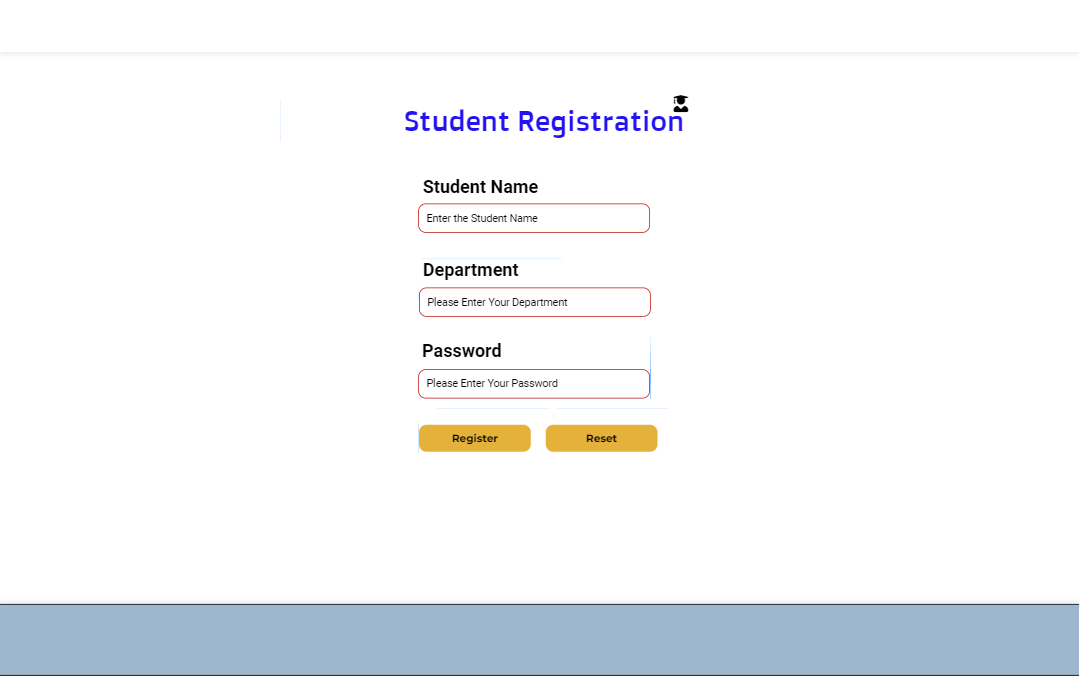 Student Registration
Student Name
Enter the Student Name
Department
Please Enter Your Department
Password
Please Enter Your Password
Register Reset